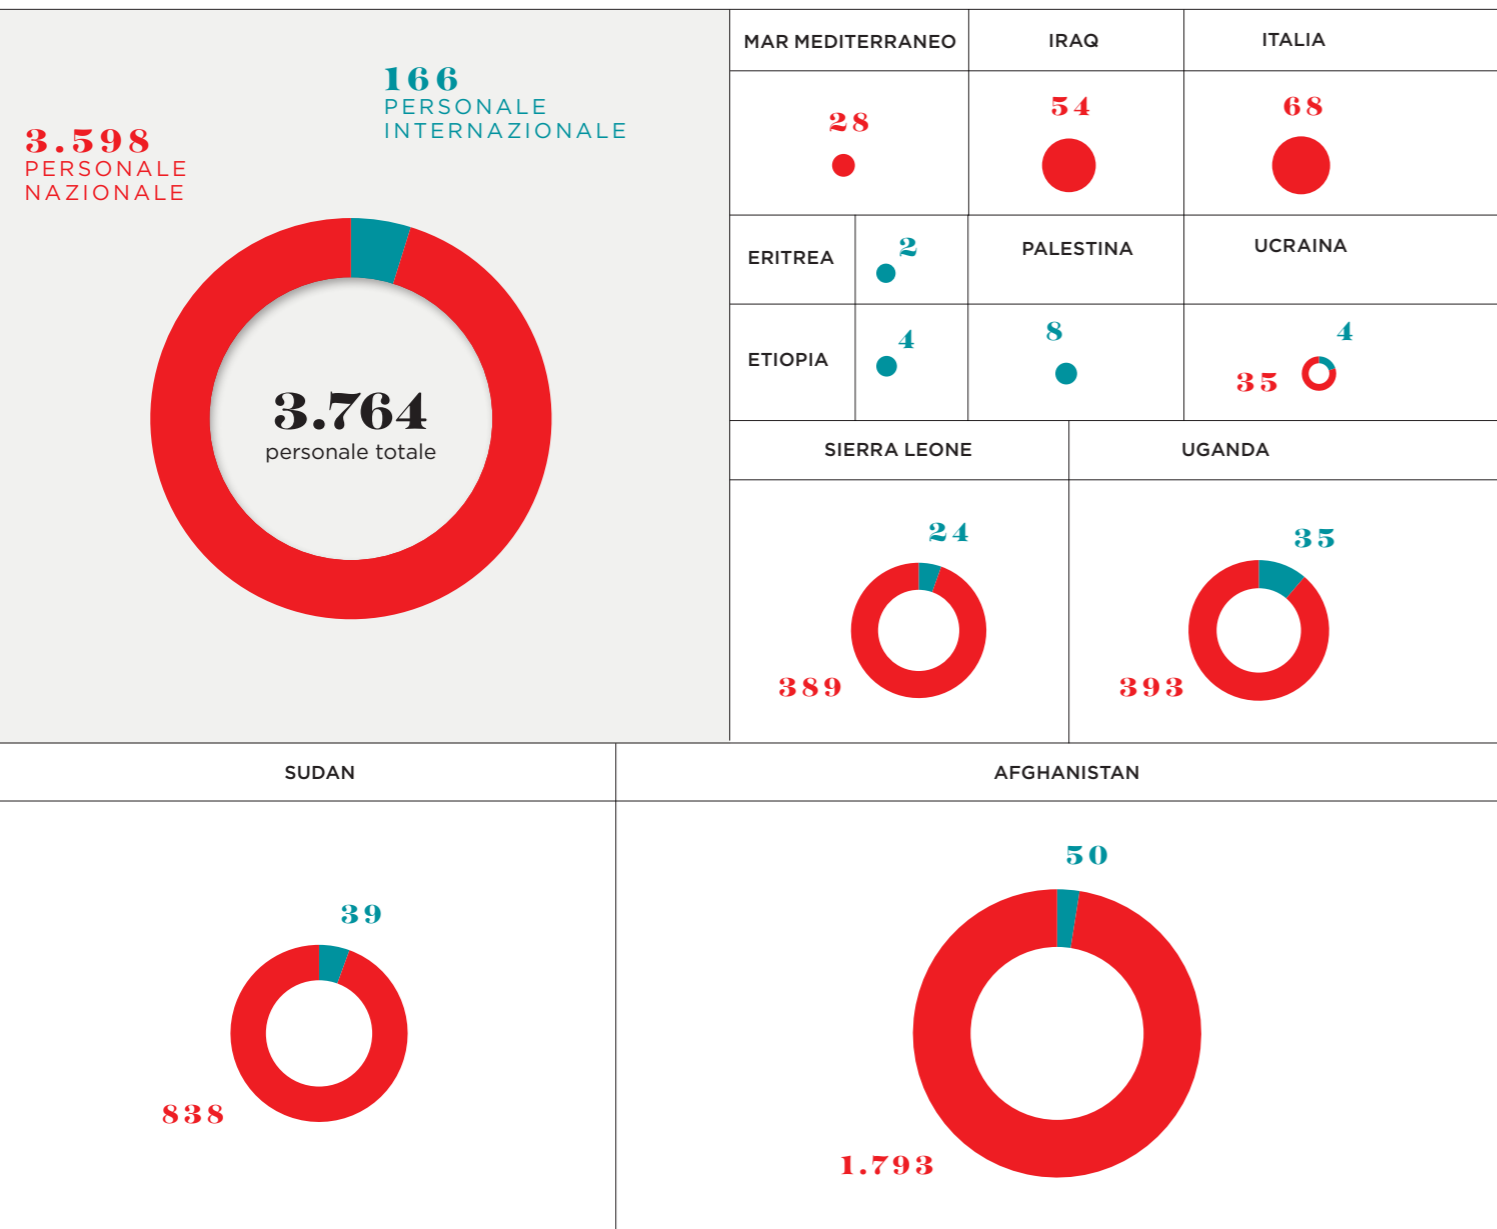 166
PERSONALE
INTERNAZIONALE
3.598
PERSONALE
NAZIONALE
3.764
personale totale
MAR MEDITERRANEO
IRAQ
ITALIA
28
54
68
ERITREA
2
PALESTINA
UCRAINA
ETIOPIA
4
8
4
35
SIERRA LEONE
UGANDA
24
35
389
393
SUDAN
AFGHANISTAN
39
50
838
1.793